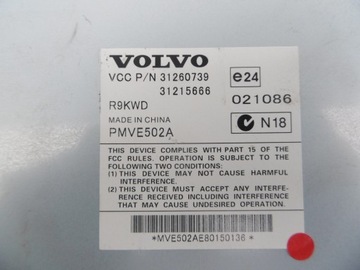 VOLVO
VCC P/N 31260739
31215666
e24
R9KWD
021086
MADE IN CHINA
PMVE502A
N18
THIS DEVICE COMPLIES WITH PART 15 OF THE
FCC RULES. OPERATION IS SUBJECT TO THE
FOLLOWING TWO CONDITIONS:
(1) THIS DEVICE MAY NOT CAUSE HARMFUL
INTERFERENCE, AND
(2) THIS DEVICE MUST ACCEPT ANY INTERFE-
RENCE RECEIVED INCLUDING INTERFERENCE
THAT MAY CAUSE UNDESIRED OPERATION.
*MVE502AE80150136*